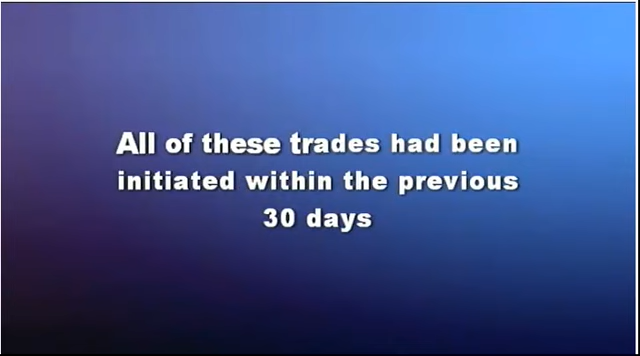 All of these trades had been
initiated within the previous
30 days